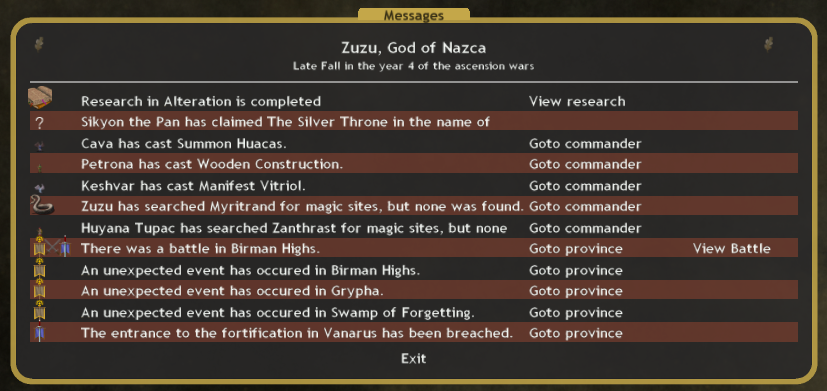 Messages
Zuzu, God of Nazca
Late Fall in the year 4 of the ascension wars
Research in Alteration is completed View research
? Sikyon the Pan has claimed The Silver Throne in the name of
Cava has cast Summon Huacas. Goto commander
Petrona has cast Wooden Construction. Goto commander
Keshvar has cast Manifest Vitriol. Goto commander
Zuzu has searched Myritrand for magic sites, but none was found. Goto commander
Huyana Tupac has searched Zanthrast for magic sites, but none Goto commander
There was a battle in Birman Highs. Goto province View Battle
An unexpected event has occured in Birman Highs. Goto province
An unexpected event has occured in Grypha. Goto province
An unexpected event has occured in Swamp of Forgetting. Goto province
The entrance to the fortification in Vanarus has been breached. Goto province
Exit